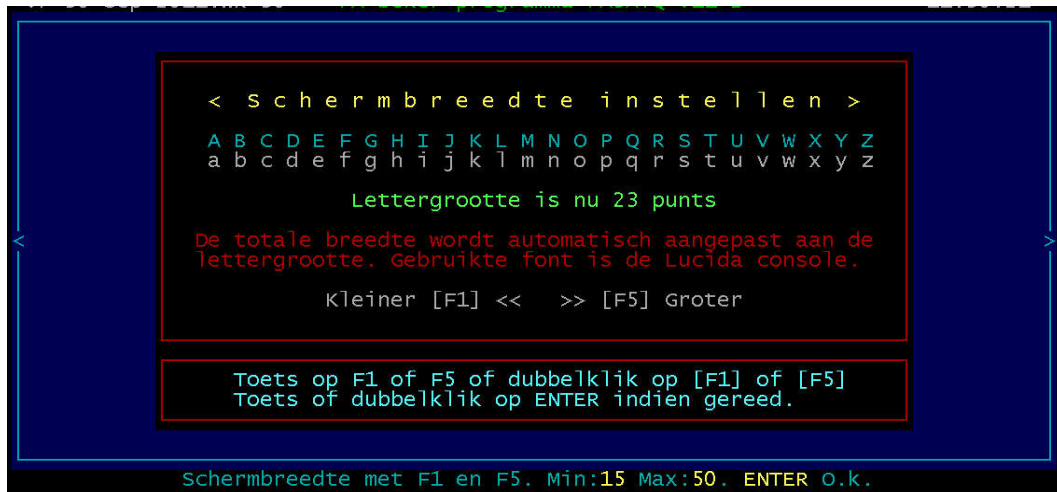 < S c h e r m b r e e d t e  i n s t e l l e n >
A B C D E F G H I J K L M N O P Q R S T U V W X Y Z
a b c d e f g h i j k l m n o p q r s t u v w x y z
Lettergrootte is nu 23 punts
<
>
De totale breedte wordt automatisch aangepast aan de
lettergrootte. Gebruikte font is de Lucida console.
Kleiner [F1] << >> [F5] Groter
Toets op F1 of F5 of dubbelklik op [F1] of [F5]
Toets of dubbelklik op ENTER indien gereed.
Schermbreedte met F1 en F5. Min:15 Max:50. ENTER O.k.